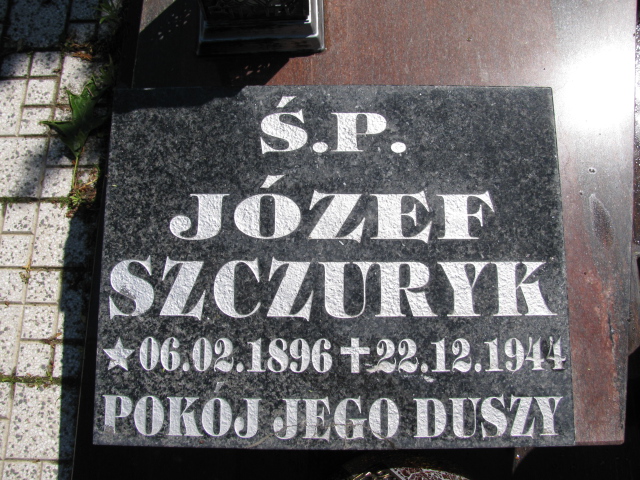 Ś.P.
JÓZEF
SZCZURYK
★06.02.1896 ✝22.12.1944
POKÓJ JEGO DUSZY